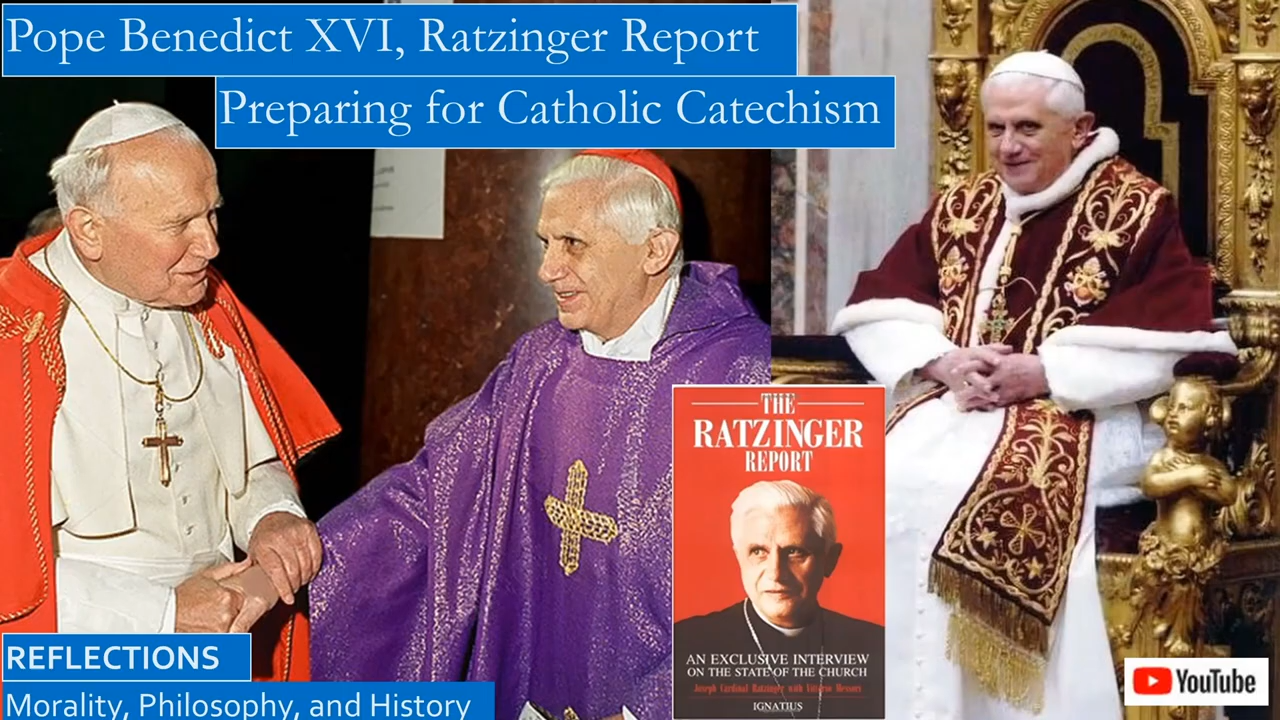 Pope Benedict XVI, Ratzinger Report
Preparing for Catholic Catechism
THE
RATZINGER
REPORT
AN EXCLUSIVE INTERVIEW
ON THE STATE OF THE CHURCH
Joseph Cardinal Ratzinger with Vittorio Messori
IGNATIUS
REFLECTIONS
Morality, Philosophy, and History
YouTube